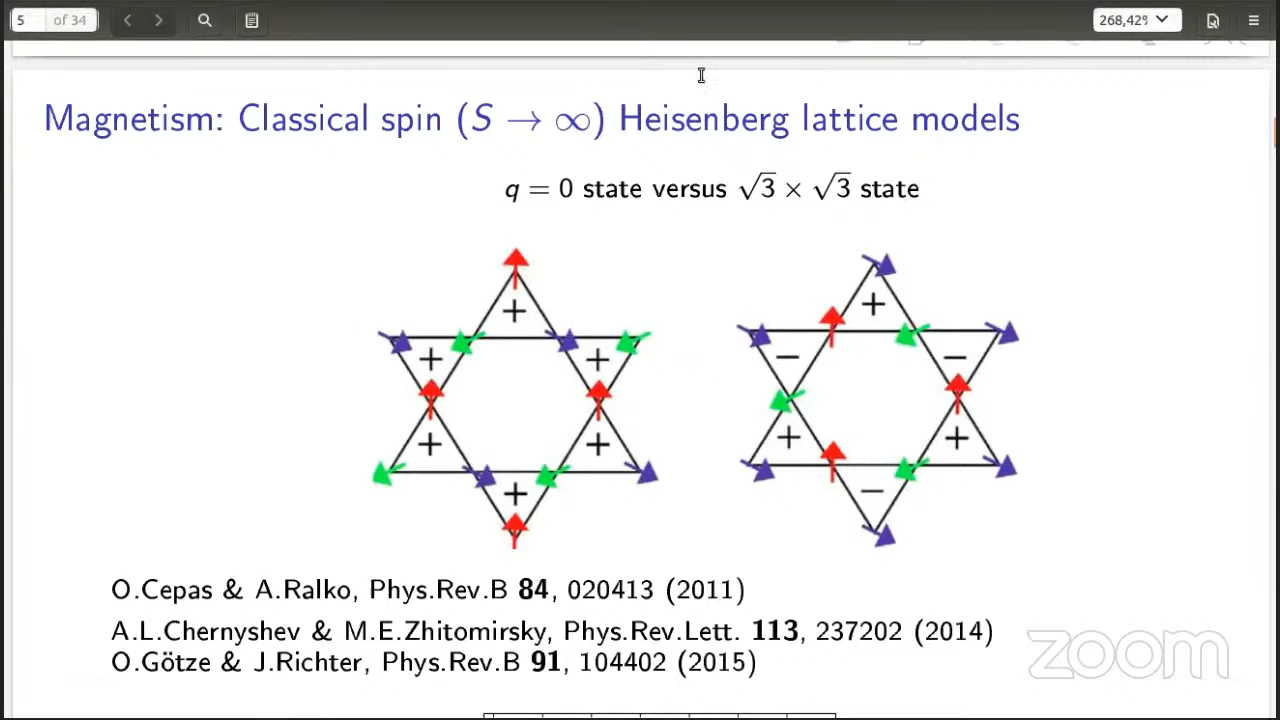 5 of 34 268,429
Magnetism: Classical spin (S → ∞) Heisenberg lattice models
q = 0 state versus √3 × √3 state
+
+ + + - -
+ + + +
+ -
O.Cepas & A.Ralko, Phys.Rev.B 84, 020413 (2011)
A.L.Chernyshev & M.E.Zhitomirsky, Phys.Rev.Lett. 113, 237202 (2014)
O.Götze & J.Richter, Phys.Rev.B 91, 104402 (2015)
zoom